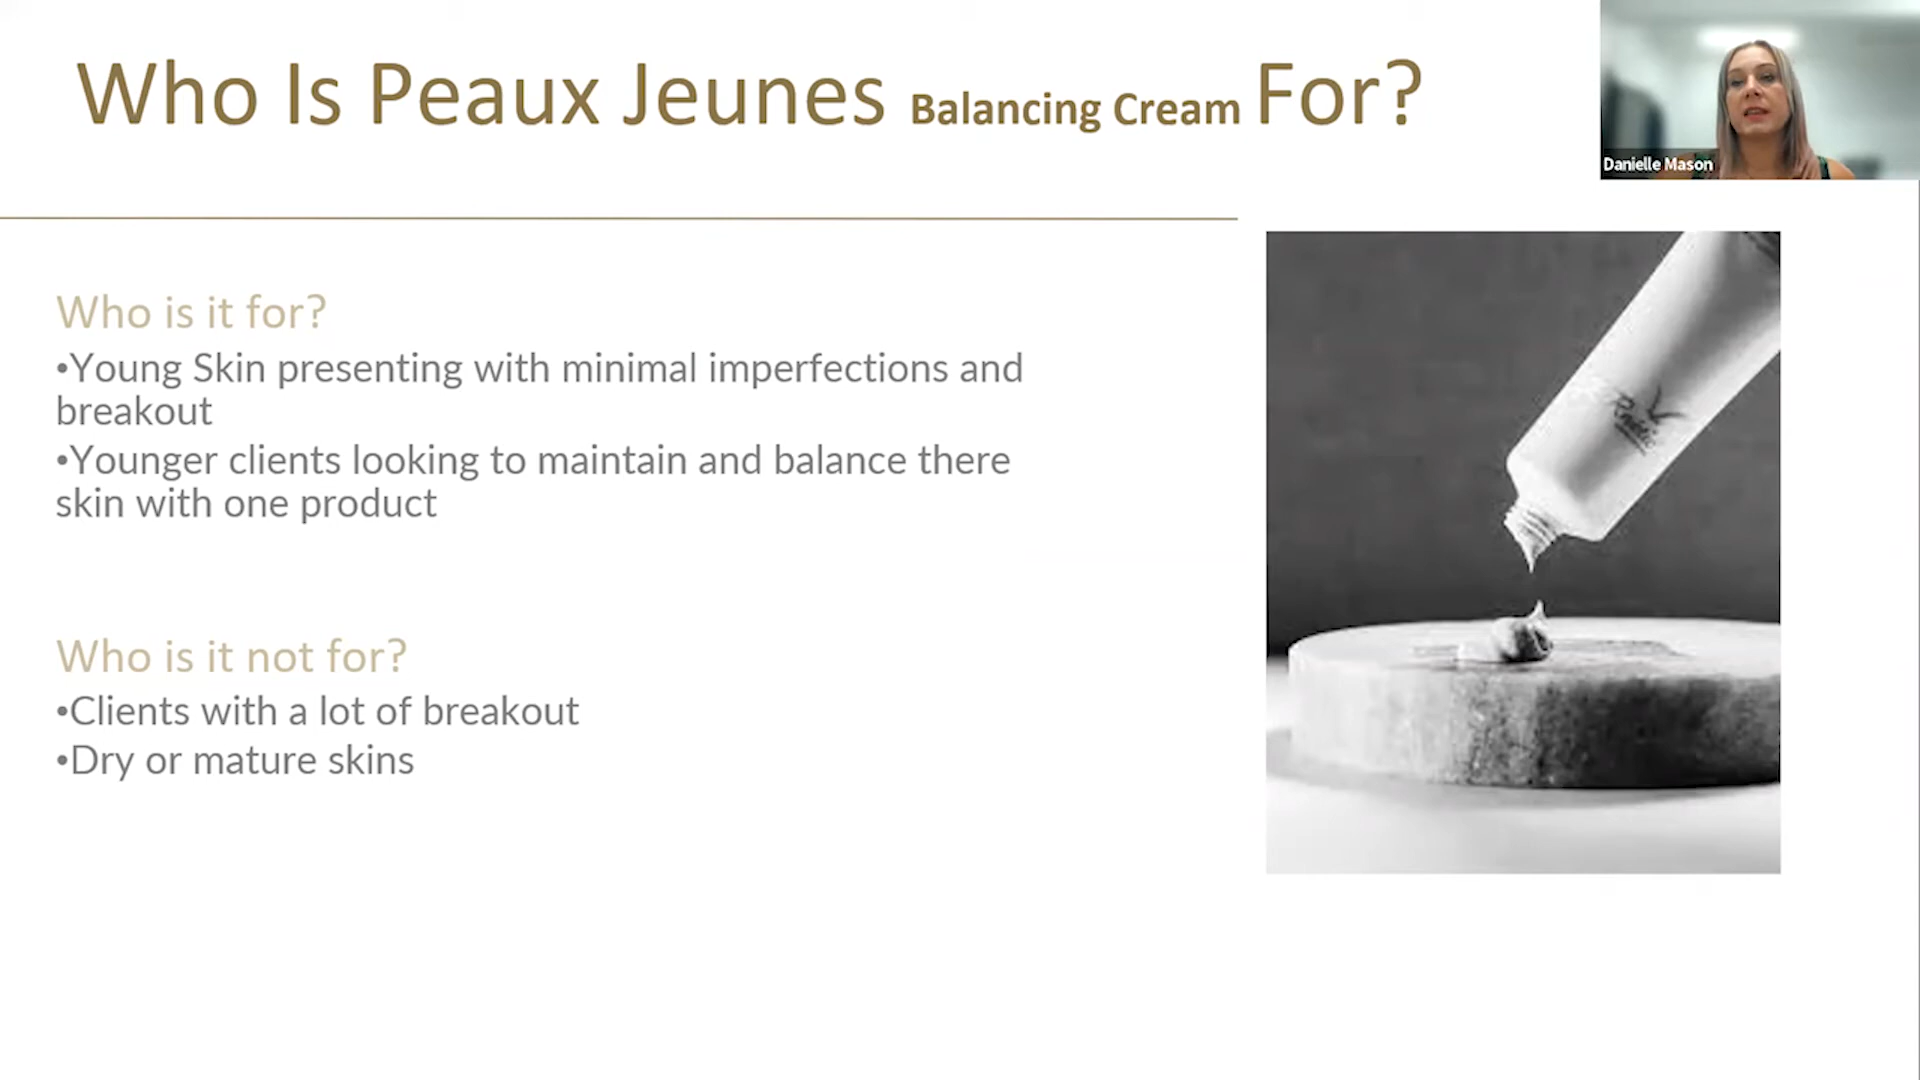 Who Is Peaux Jeunes Balancing Cream For?
Danielle Mason
Who is it for?
•Young Skin presenting with minimal imperfections and
breakout
•Younger clients looking to maintain and balance there
skin with one product
Who is it not for?
•Clients with a lot of breakout
•Dry or mature skins